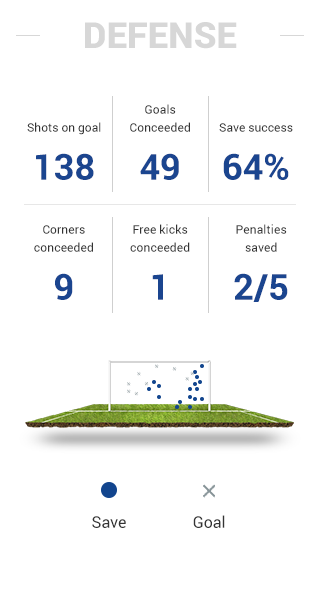 DEFENSE
Shots on goal
138
Goals
Conceeded
49
Save success
64%
Corners
conceeded
9
Free kicks
conceeded
1
Penalties
saved
2/5
Save
Goal